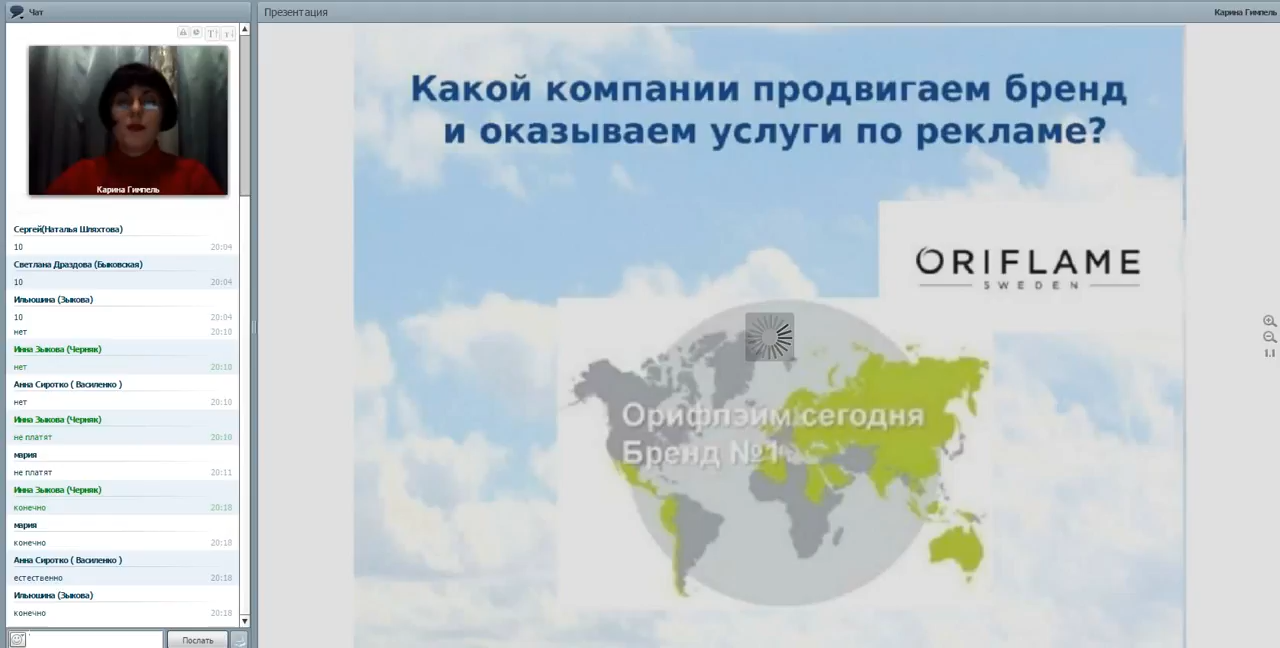 Чат
Карина Гимпель
Сергей(Наталья Шляхтова)
10 20:04
Светлана Драздова (Быковская)
10 20:04
Ильюшина (Зыкова)
10 20:04
нет 20:10
Инна Зыкова (Черняк)
нет 20:10
Анна Сиротко ( Василенко )
нет 20:10
Инна Зыкова (Черняк)
не платят 20:10
мария
не платят 20:11
Инна Зыкова (Черняк)
конечно 20:18
мария
конечно 20:18
Анна Сиротко ( Василенко )
естественно 20:18
Ильюшина (Зыкова)
конечно 20:18
Послать
Презентация
Карина Гимпель
Какой компании продвигаем бренд
и оказываем услуги по рекламе?
ORIFLAME
SWEDEN
Орифлэйм сегодня
Бренд №1
1:1